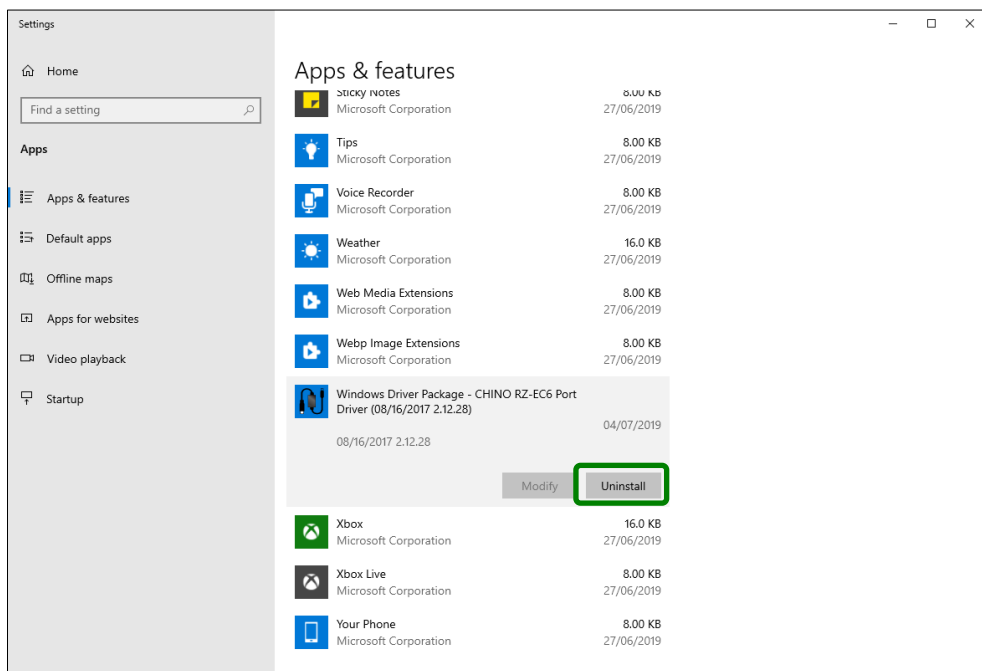 Settings
Home
Find a setting
Apps
Apps & features
Default apps
Offline maps
Apps for websites
Video playback
Startup
Apps & features
Sticky Notes 8.00 KB
Microsoft Corporation 27/06/2019
Tips 8.00 KB
Microsoft Corporation 27/06/2019
Voice Recorder 8.00 KB
Microsoft Corporation 27/06/2019
Weather 16.0 KB
Microsoft Corporation 27/06/2019
Web Media Extensions 8.00 KB
Microsoft Corporation 27/06/2019
Webp Image Extensions 8.00 KB
Microsoft Corporation 27/06/2019
Windows Driver Package - CHINO RZ-EC6 Port
Driver (08/16/2017 2.12.28)
04/07/2019
08/16/2017 2.12.28
Modify Uninstall
Xbox 16.0 KB
Microsoft Corporation 27/06/2019
Xbox Live 8.00 KB
Microsoft Corporation 27/06/2019
Your Phone 8.00 KB
Microsoft Corporation 27/06/2019